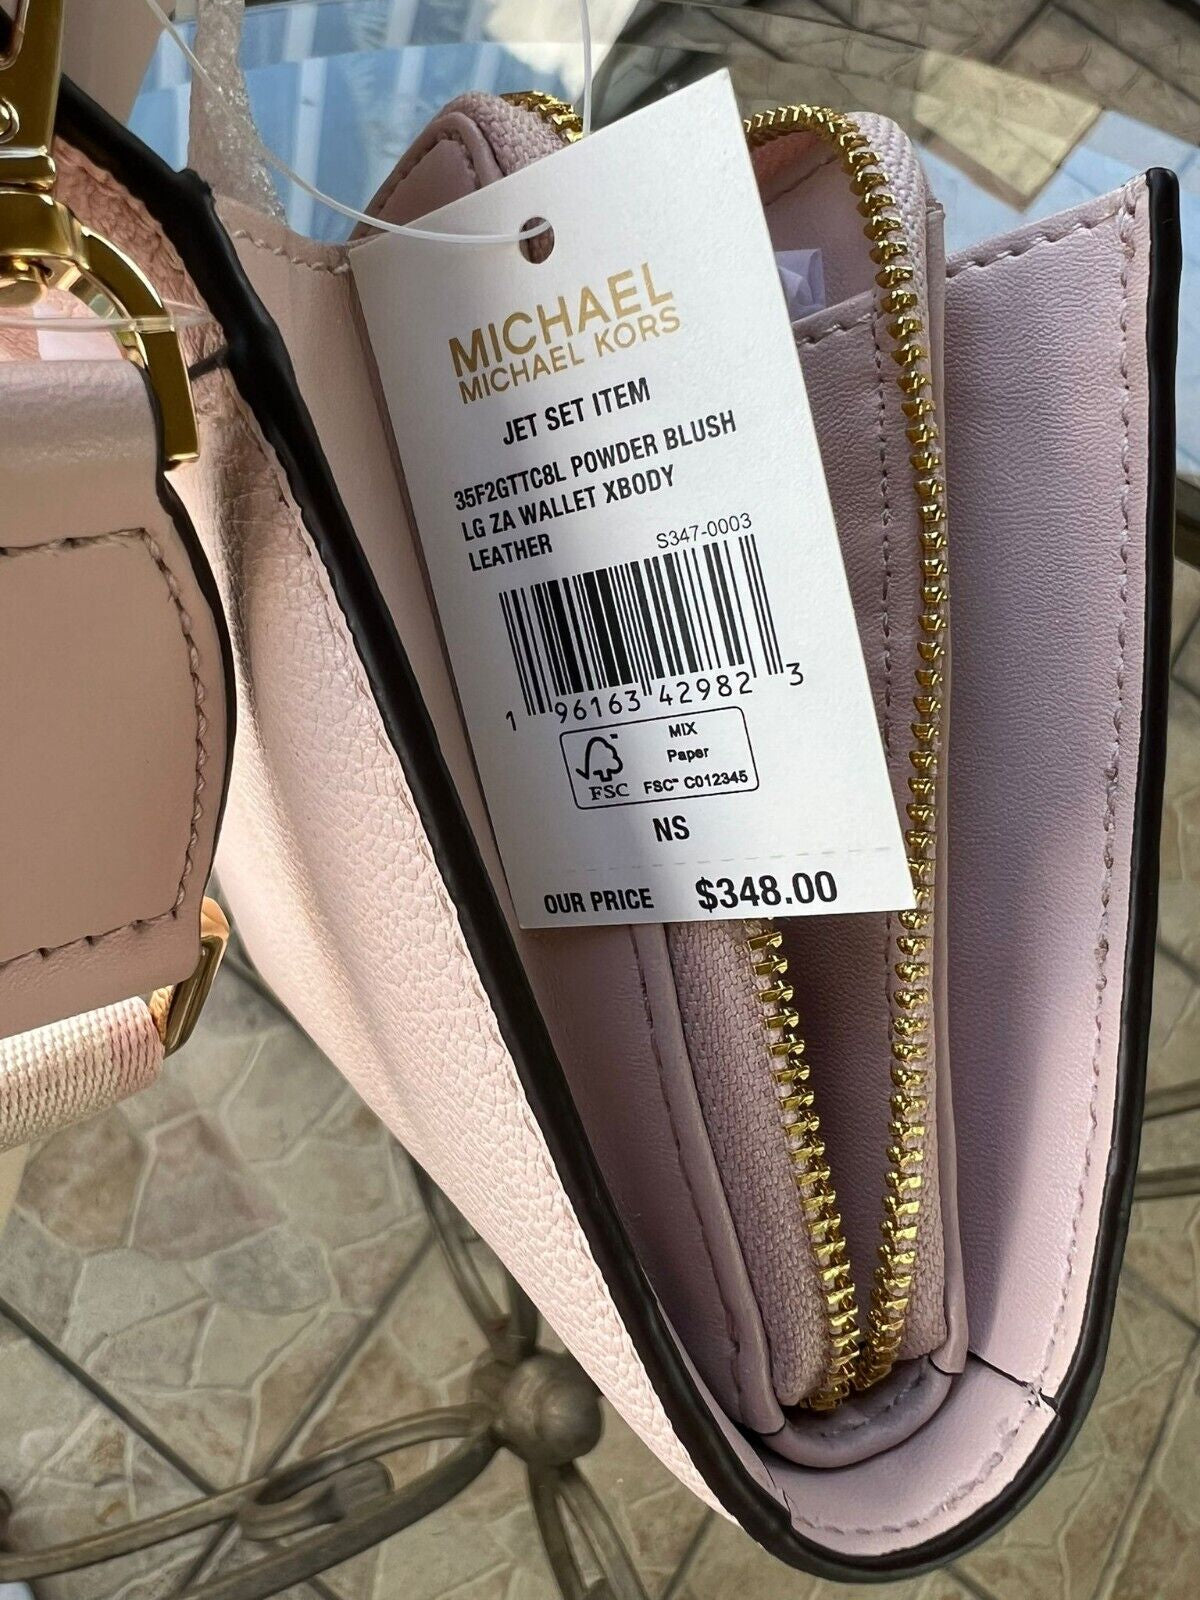 MICHAEL
MICHAEL KORS
JET SET ITEM
35F2GTTC8L POWDER BLUSH
LG ZA WALLET XBODY
LEATHER
S347-0003
1 96163 42982 3
FSC
MIX
Paper
FSC™ C012345
NS
OUR PRICE $348.00